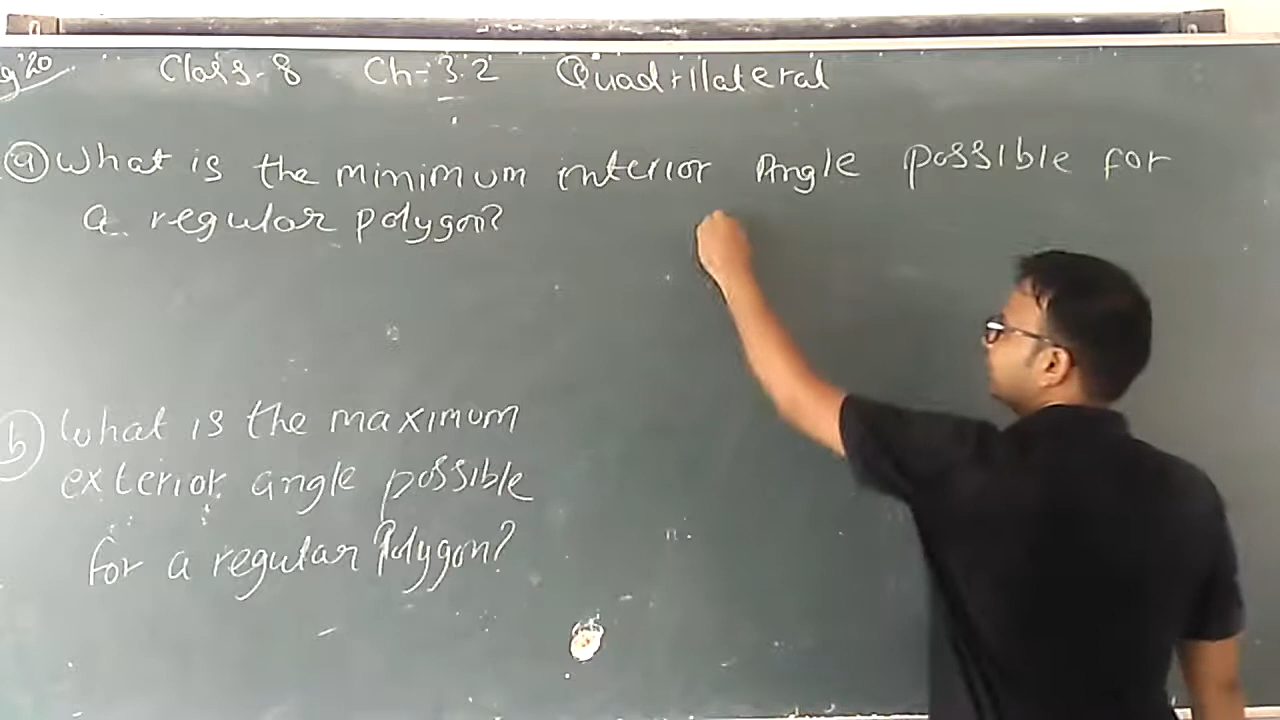 g'20 Class-8 Ch-3.2 Quadrilateral
(a) What is the minimum interior Angle possible for
a regular polygon?
(b) What is the maximum
exterior angle possible
for a regular Polygon?